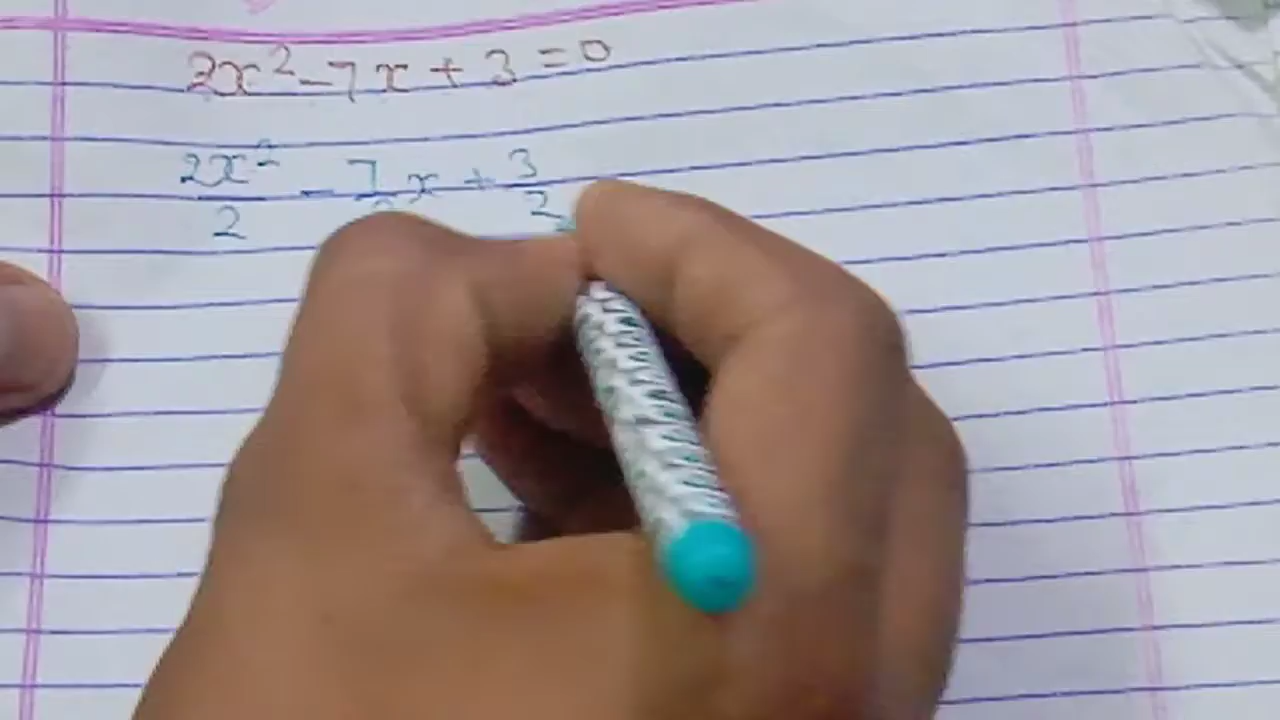 2x² - 7x + 3 = 0
2x²/2 - 7/2 x + 3/2